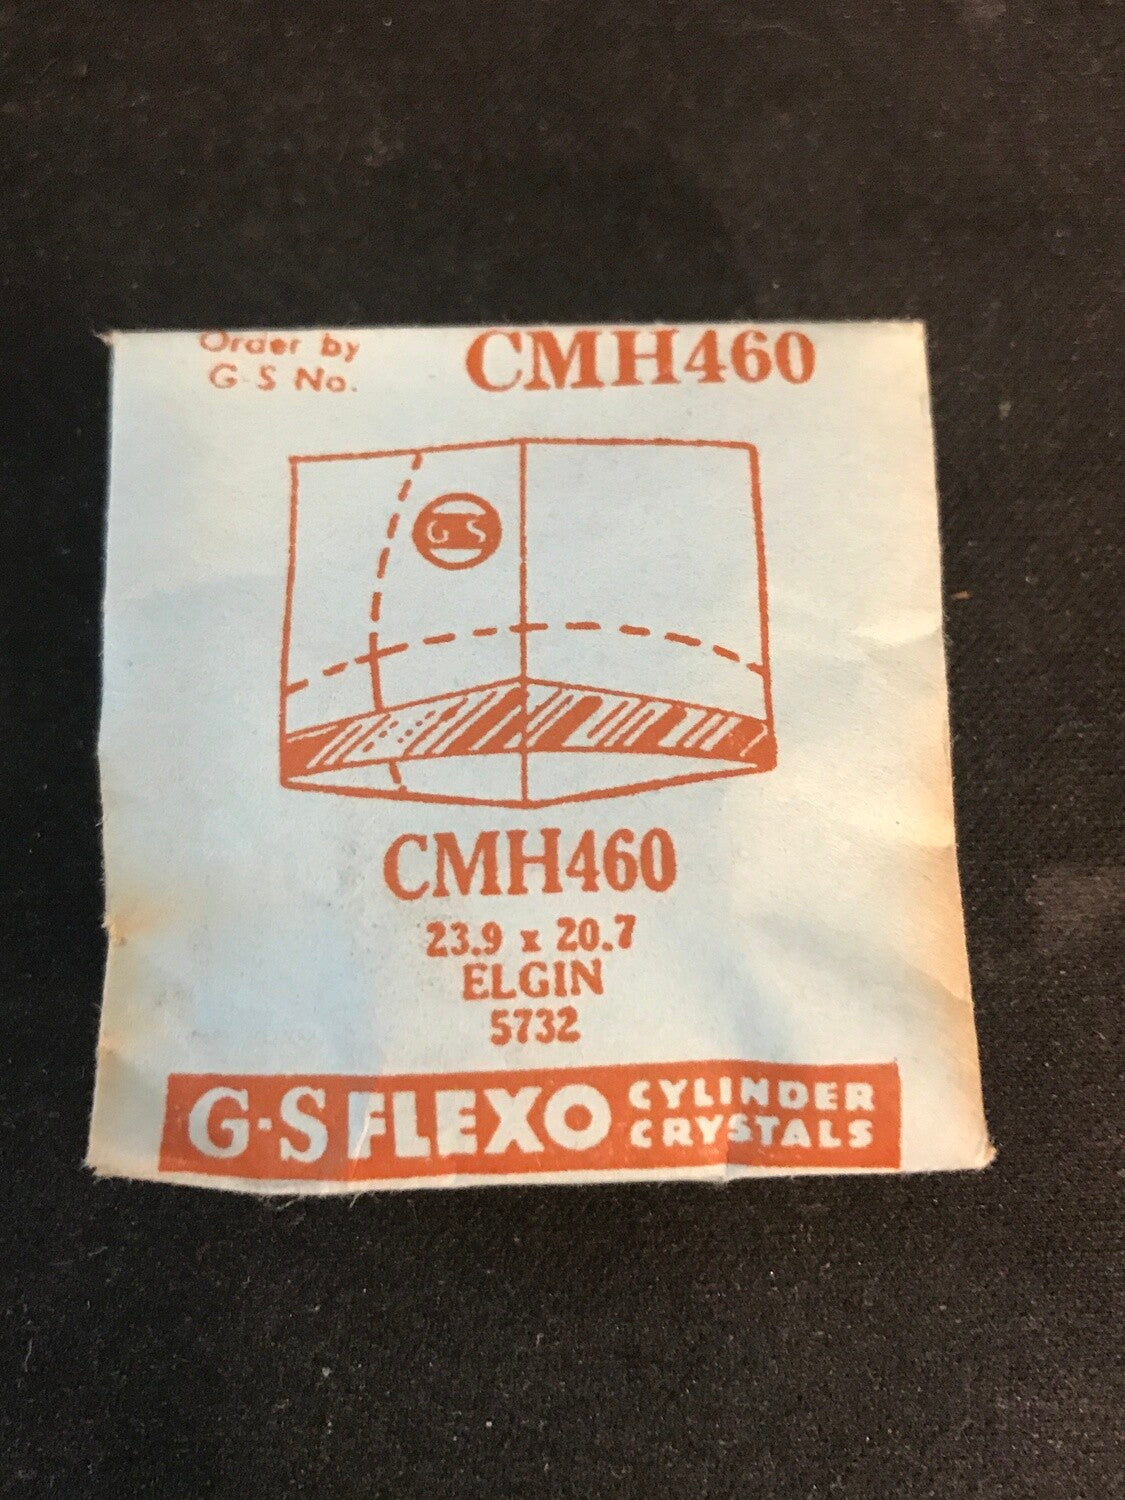 Order by
G-S No.
CMH460
GS
CMH460
23.9 x 20.7
ELGIN
5732
G-S FLEXO CYLINDER
CRYSTALS